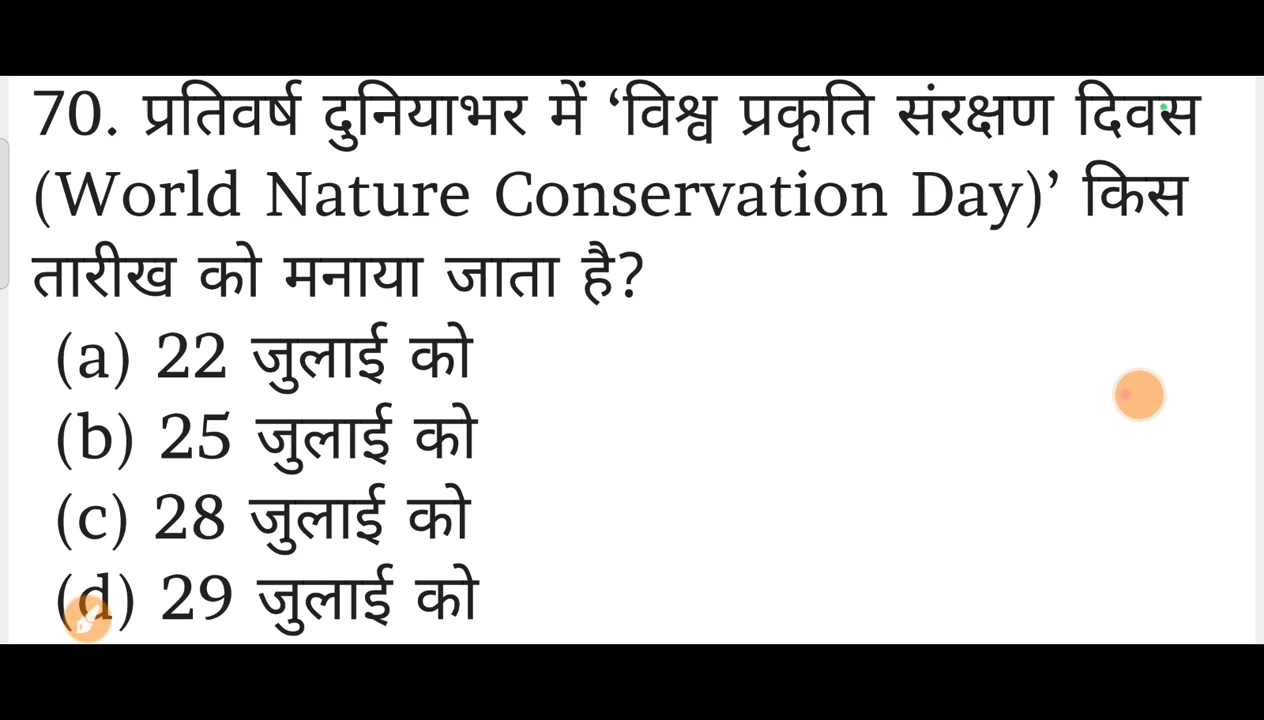 70. प्रतिवर्ष दुनियाभर में ‘विश्व प्रकृति संरक्षण दिवस
(World Nature Conservation Day)’ किस
तारीख को मनाया जाता है?
(a) 22 जुलाई को
(b) 25 जुलाई को
(c) 28 जुलाई को
(d) 29 जुलाई को